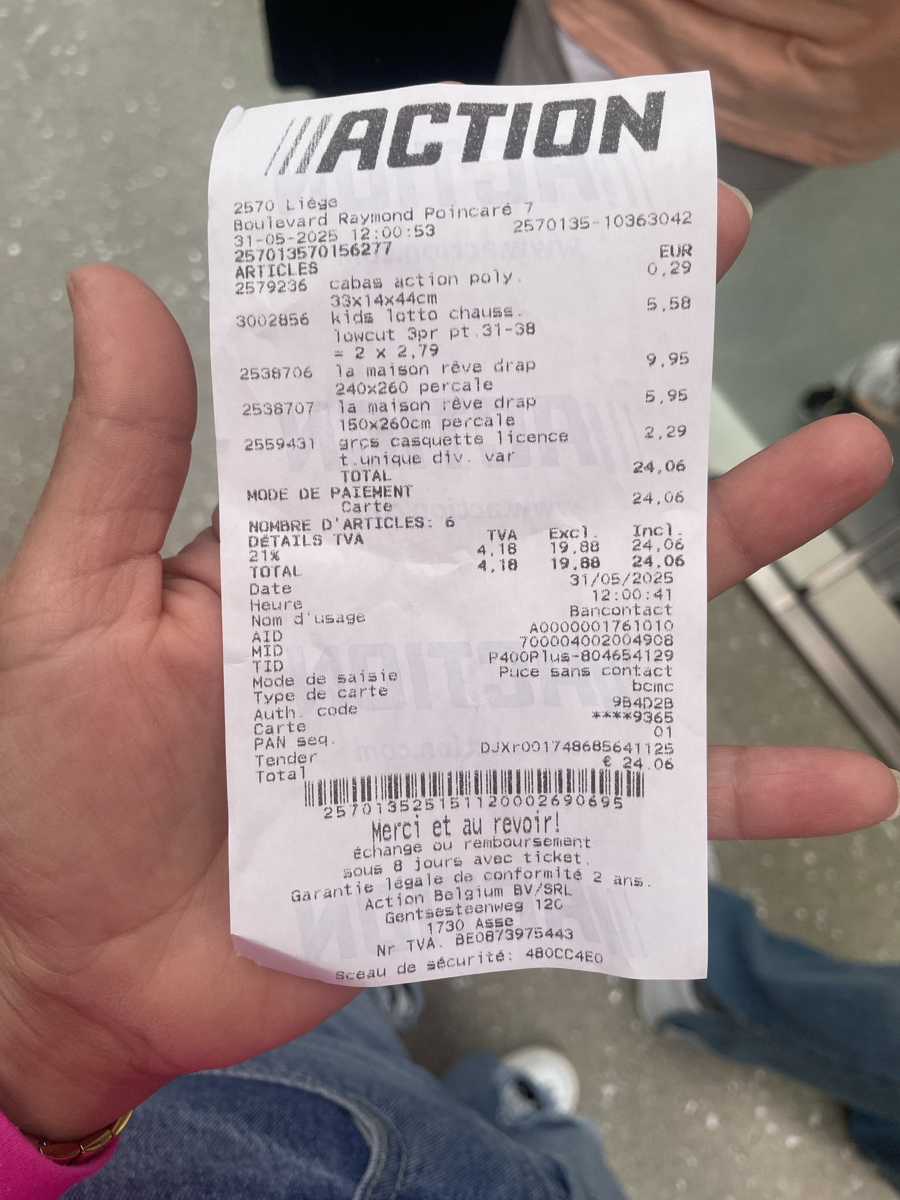 ACTION
2570 Liège
Boulevard Raymond Poincaré 7
31-05-2025 12:00:53 2570135-10363042
257013570156277
ARTICLES EUR
2579236 cabas action poly. 0,29
33x14x44cm
3002856 kids lotto chauss. 5,58
lowcut 3pr pt.31-38
= 2 x 2,79
2538706 la maison rêve drap 9,95
240x260 percale
2538707 la maison rêve drap 5,95
150x260cm percale
2559431 grcs casquette licence 2,29
t.unique div. var
TOTAL 24,06
MODE DE PAIEMENT
Carte 24,06
NOMBRE D'ARTICLES: 6
DÉTAILS TVA TVA Excl. Incl.
21% 4,18 19,88 24,06
TOTAL 4,18 19,88 24,06
Date 31/05/2025
Heure 12:00:41
Nom d'usage Bancontact
AID A0000001761010
MID 700004002004908
TID P400Plus-804654129
Mode de saisie Puce sans contact
Type de carte bcmc
Auth. code 9B4D2B
Carte ****9365
PAN seq. 01
Tender DJXr001748685641125
Total € 24.06
257013525151120002690695
Merci et au revoir!
échange ou remboursement
sous 8 jours avec ticket.
Garantie légale de conformité 2 ans.
Action Belgium BV/SRL
Gentsesteenweg 120
1730 Asse
Nr TVA. BE0873975443
Sceau de sécurité: 480CC4E0